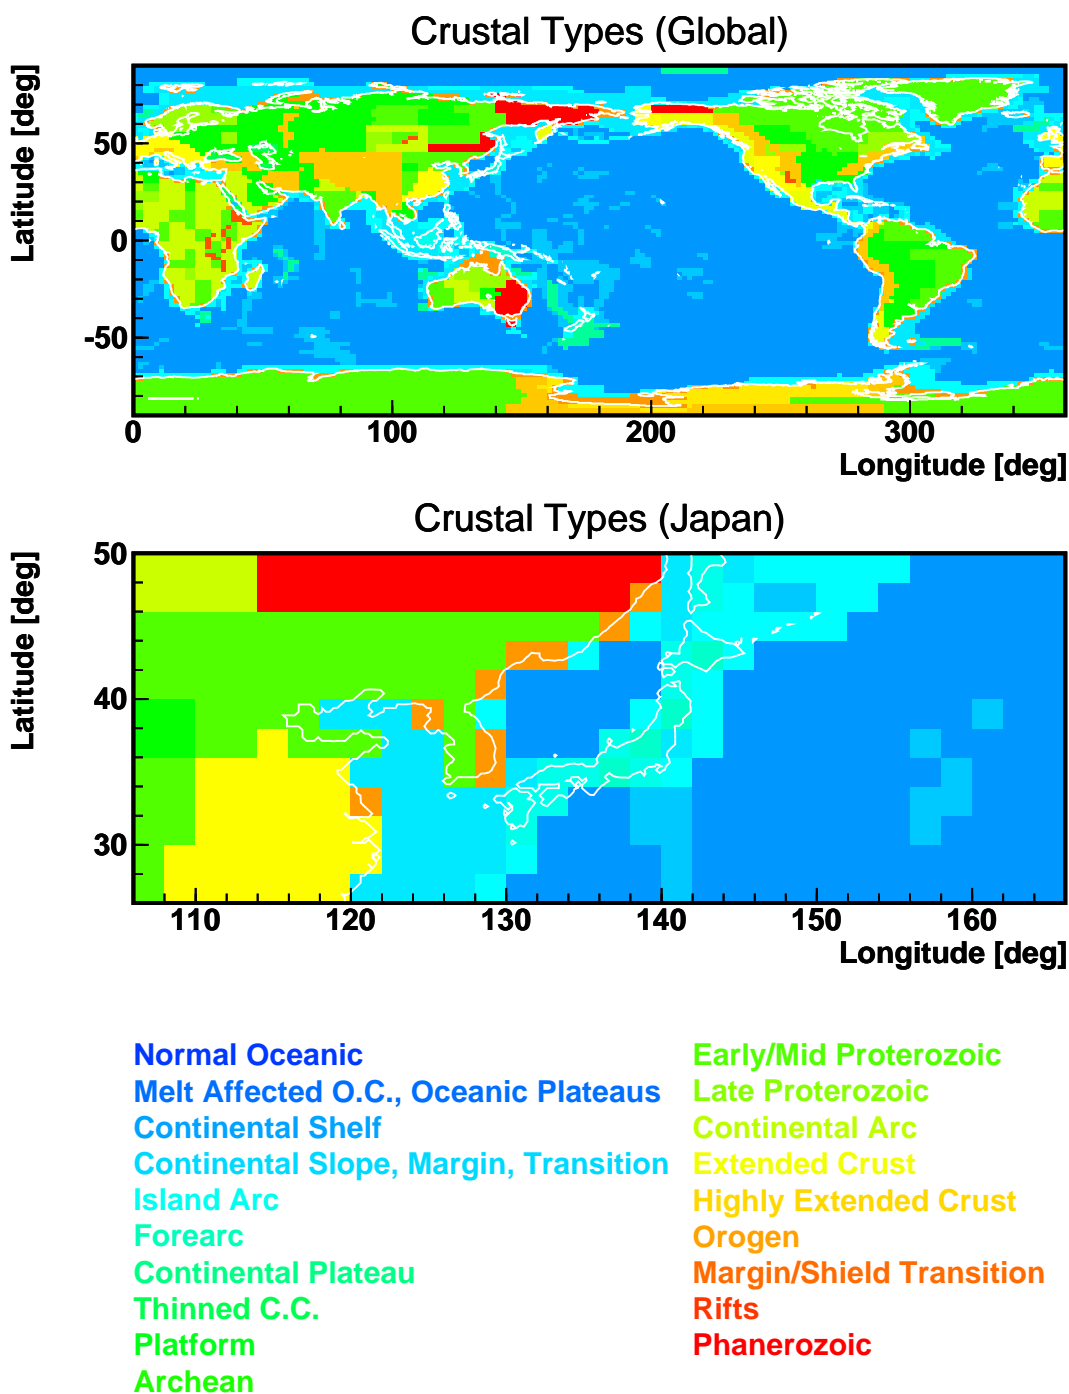 Crustal Types (Global)
Latitude [deg]
50
0
-50
0
100
200
300
Longitude [deg]
Crustal Types (Japan)
Latitude [deg]
50
40
30
110
120
130
140
150
160
Longitude [deg]
Normal Oceanic
Melt Affected O.C., Oceanic Plateaus
Continental Shelf
Continental Slope, Margin, Transition
Island Arc
Forearc
Continental Plateau
Thinned C.C.
Platform
Archean
Early/Mid Proterozoic
Late Proterozoic
Continental Arc
Extended Crust
Highly Extended Crust
Orogen
Margin/Shield Transition
Rifts
Phanerozoic